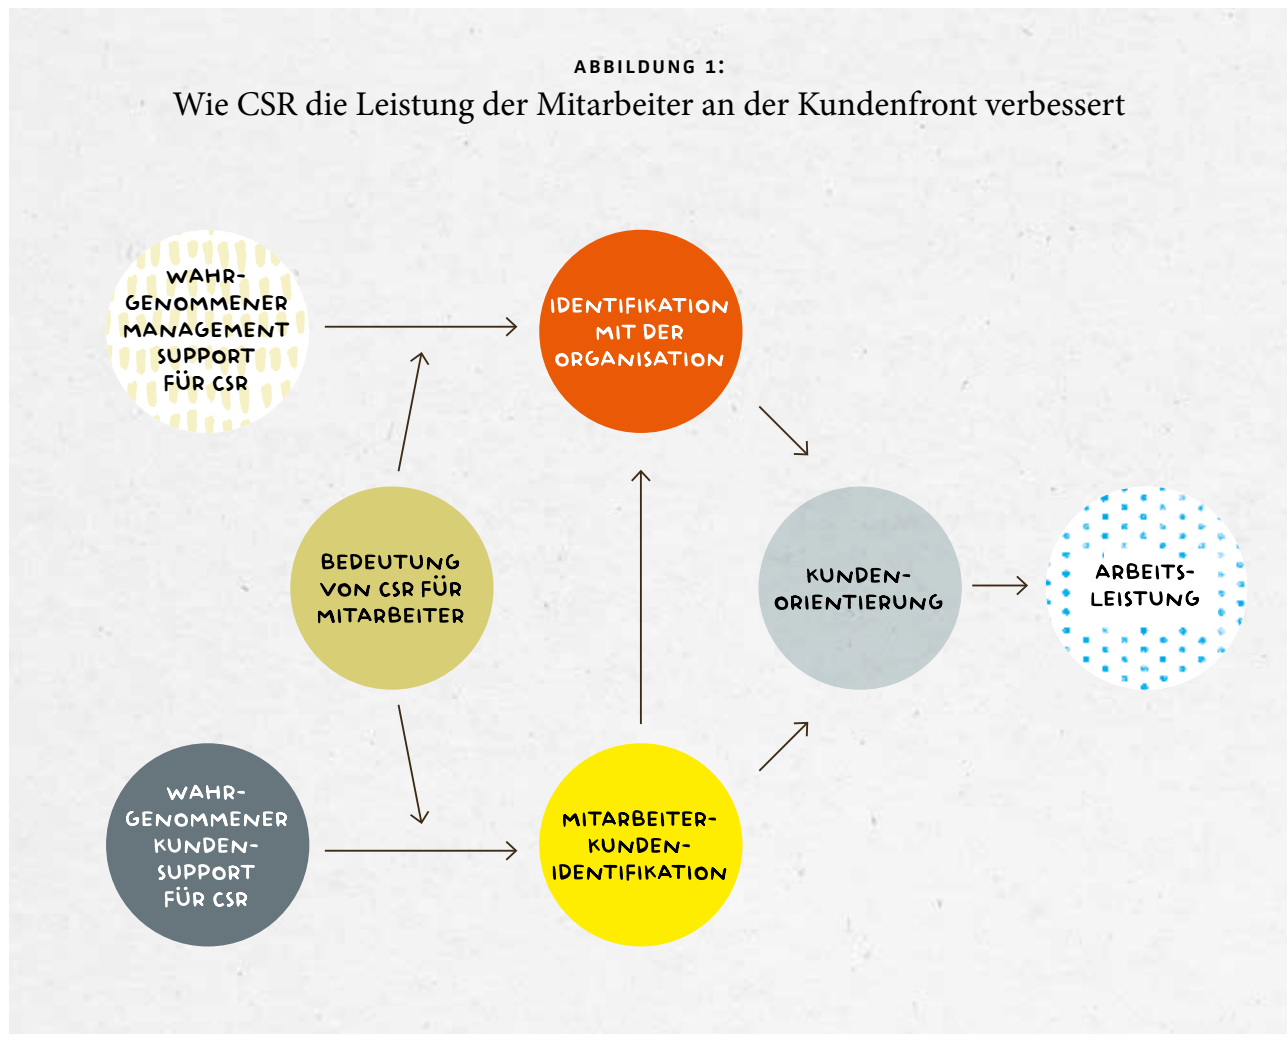 ABBILDUNG 1:
Wie CSR die Leistung der Mitarbeiter an der Kundenfront verbessert
WAHR-
GENOMMENER
MANAGEMENT
SUPPORT
FÜR CSR
IDENTIFIKATION
MIT DER
ORGANISATION
BEDEUTUNG
VON CSR FÜR
MITARBEITER
KUNDEN-
ORIENTIERUNG
ARBEITS-
LEISTUNG
WAHR-
GENOMMENER
KUNDEN-
SUPPORT
FÜR CSR
MITARBEITER-
KUNDEN-
IDENTIFIKATION